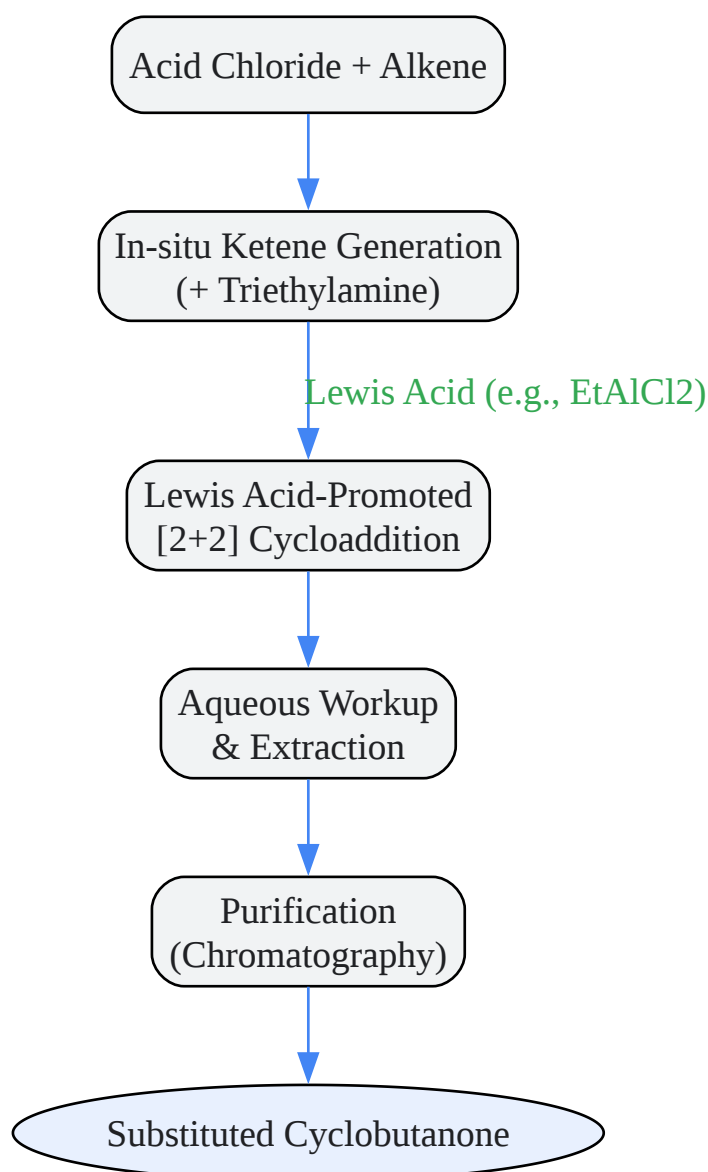 Acid Chloride + Alkene
In-situ Ketene Generation
(+ Triethylamine)
Lewis Acid (e.g., EtAlCl2)
Lewis Acid-Promoted
[2+2] Cycloaddition
Aqueous Workup
& Extraction
Purification
(Chromatography)
Substituted Cyclobutanone